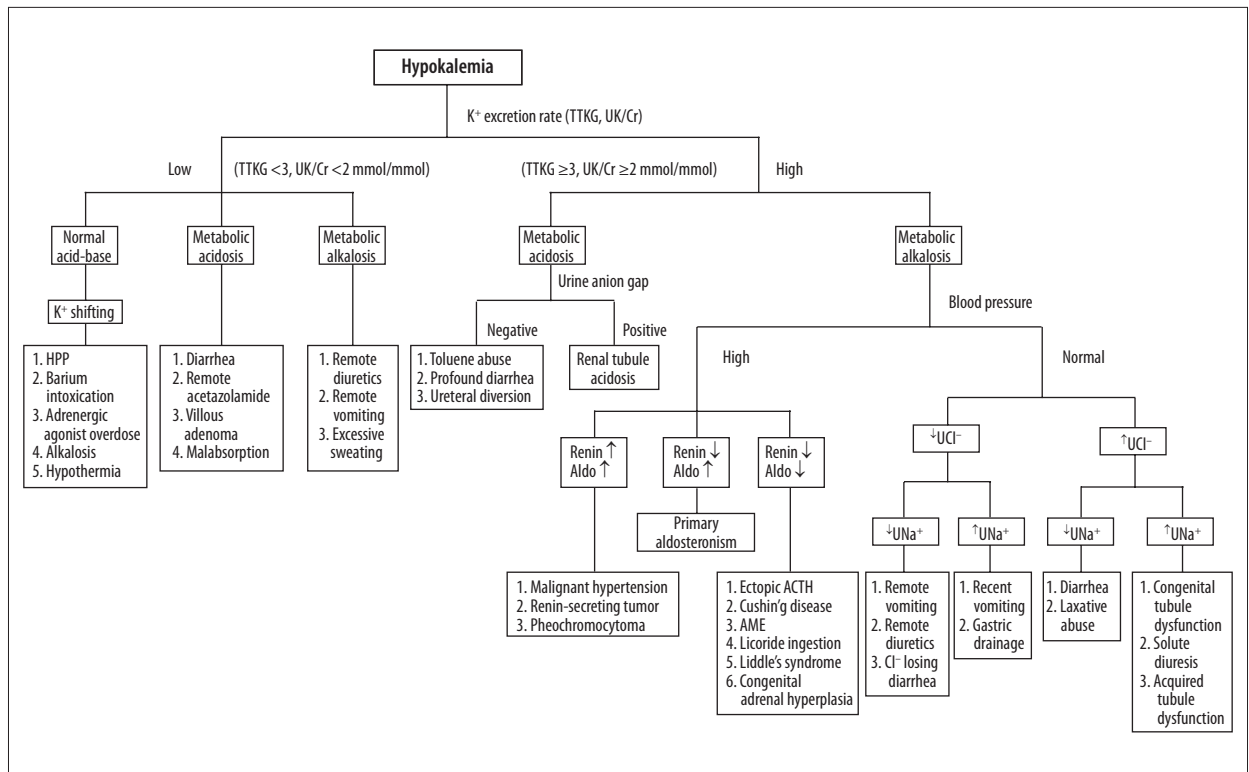 Hypokalemia
K⁺ excretion rate (TTKG, UK/Cr)
Low
(TTKG <3, UK/Cr <2 mmol/mmol)
(TTKG ≥3, UK/Cr ≥2 mmol/mmol)
High
Normal
acid-base
Metabolic
acidosis
Metabolic
alkalosis
Metabolic
acidosis
Metabolic
alkalosis
K⁺ shifting
Urine anion gap
Blood pressure
Negative
Positive
High
Normal
1. HPP
2. Barium
intoxication
3. Adrenergic
agonist overdose
4. Alkalosis
5. Hypothermia
1. Diarrhea
2. Remote
acetazolamide
3. Villous
adenoma
4. Malabsorption
1. Remote
diuretics
2. Remote
vomiting
3. Excessive
sweating
1. Toluene abuse
2. Profound diarrhea
3. Ureteral diversion
Renal tubule
acidosis
Renin ↑
Aldo ↑
Renin ↓
Aldo ↑
Renin ↓
Aldo ↓
↓UCl⁻
↑UCl⁻
Primary
aldosteronism
↓UNa⁺
↑UNa⁺
↓UNa⁺
↑UNa⁺
1. Malignant hypertension
2. Renin-secreting tumor
3. Pheochromocytoma
1. Ectopic ACTH
2. Cushin'g disease
3. AME
4. Licoride ingestion
5. Liddle's syndrome
6. Congenital
adrenal hyperplasia
1. Remote
vomiting
2. Remote
diuretics
3. Cl⁻ losing
diarrhea
1. Recent
vomiting
2. Gastric
drainage
1. Diarrhea
2. Laxative
abuse
1. Congenital
tubule
dysfunction
2. Solute
diuresis
3. Acquired
tubule
dysfunction